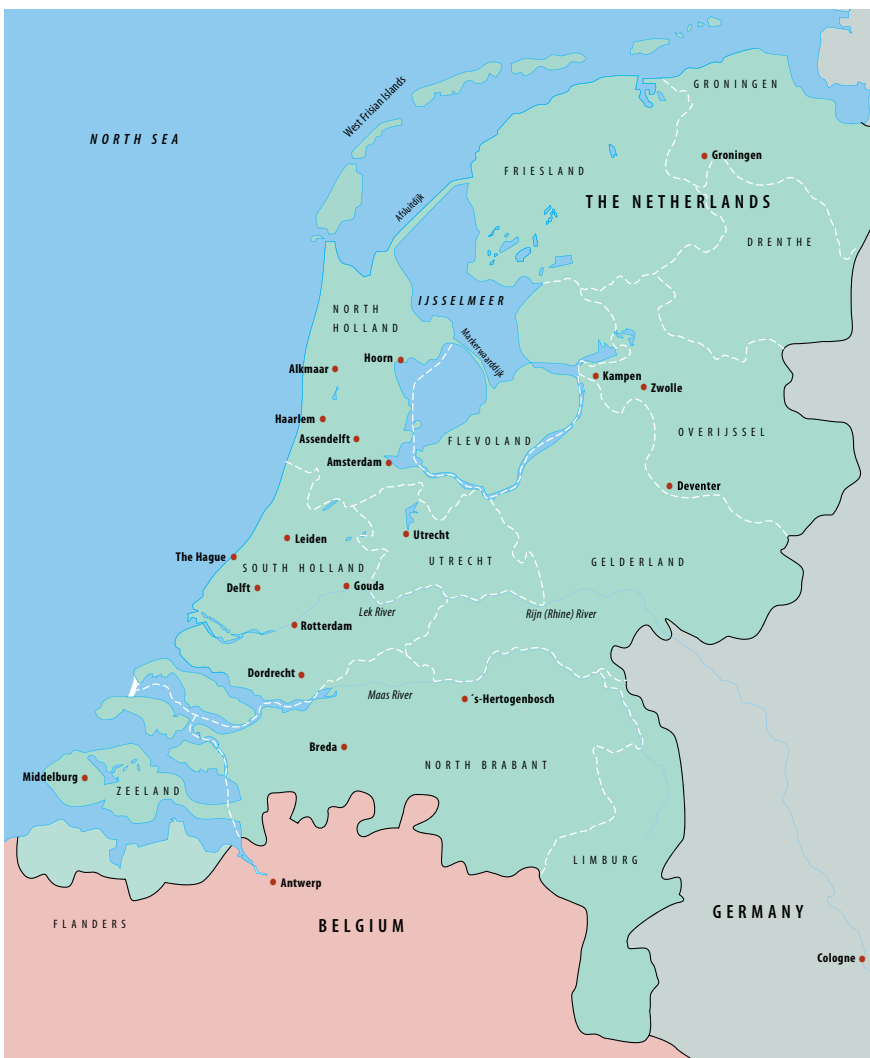 GRONINGEN
NORTH SEA
West Frisian Islands
Groningen
FRIESLAND
THE NETHERLANDS
Afsluitdijk
DRENTHE
IJSSELMEER
NORTH
HOLLAND
Markerwaarddijk
Hoorn
Alkmaar
Kampen
Zwolle
Haarlem
Assendelft
FLEVOLAND
OVERIJSSEL
Amsterdam
Deventer
Leiden
Utrecht
The Hague
SOUTH HOLLAND
UTRECHT
GELDERLAND
Delft
Gouda
Lek River
Rijn (Rhine) River
Rotterdam
Dordrecht
Maas River
´s-Hertogenbosch
Breda
NORTH BRABANT
Middelburg
ZEELAND
LIMBURG
Antwerp
FLANDERS
BELGIUM
GERMANY
Cologne